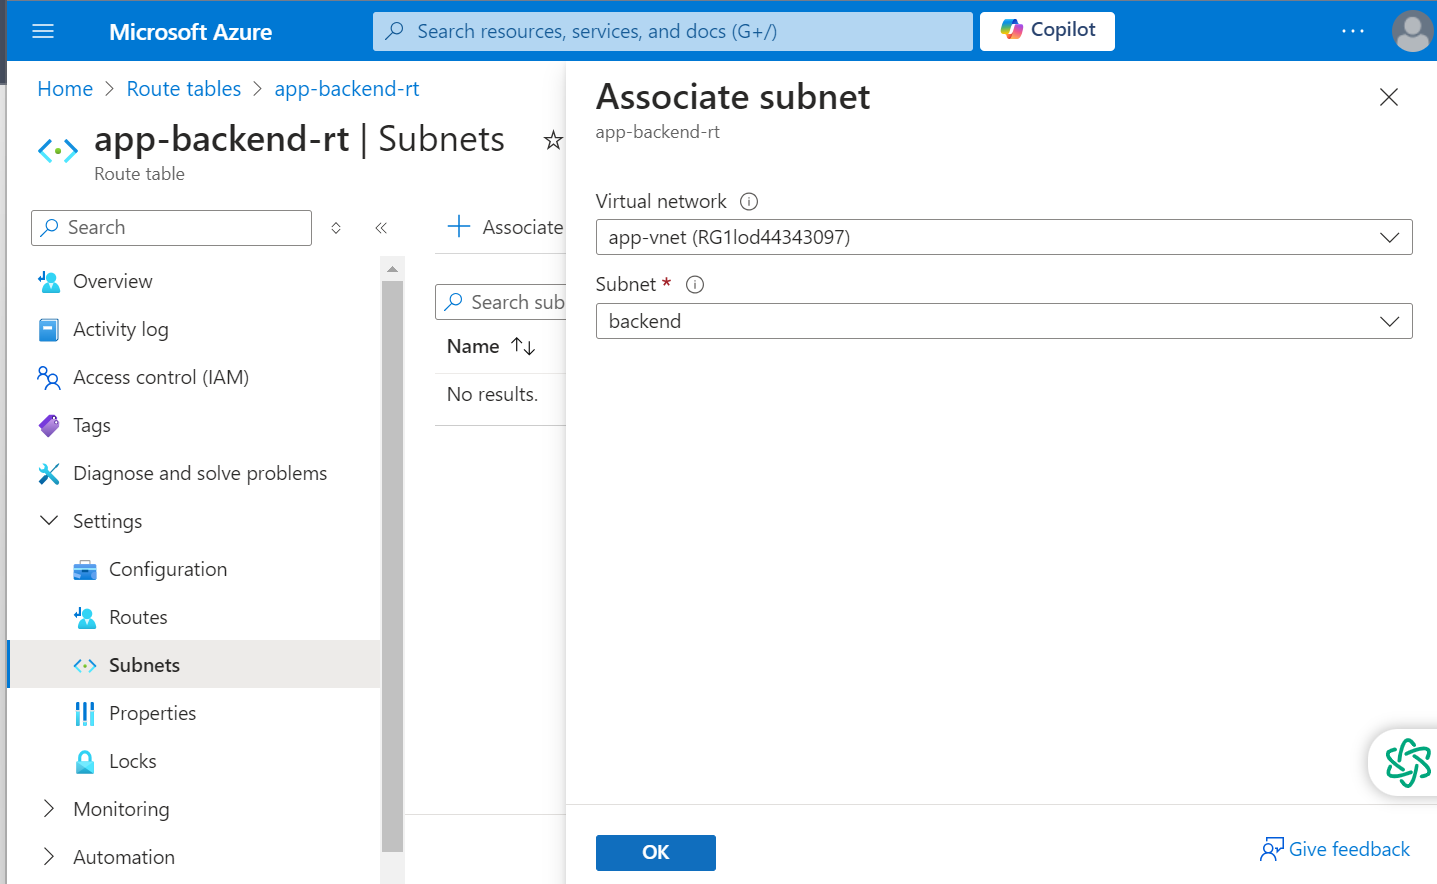 Microsoft Azure
Search resources, services, and docs (G+/)
Copilot
Home > Route tables > app-backend-rt
app-backend-rt | Subnets
Route table
Search
Overview
Activity log
Access control (IAM)
Tags
Diagnose and solve problems
Settings
Configuration
Routes
Subnets
Properties
Locks
Monitoring
Automation
Associate
Search sub
Name
No results.
Associate subnet
app-backend-rt
Virtual network
app-vnet (RG1lod44343097)
Subnet *
backend
OK
Give feedback